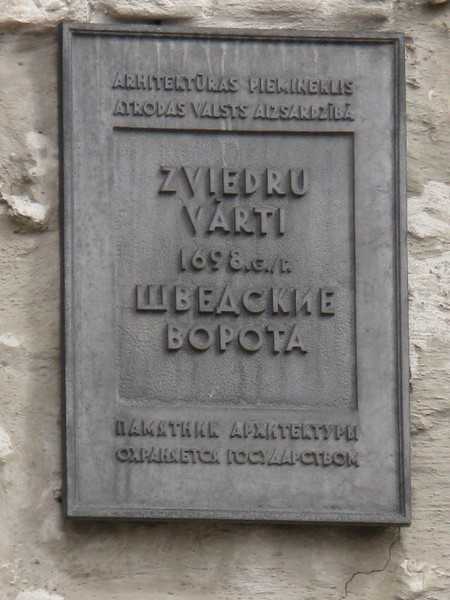 ARHITEKTŪRAS PIEMINEKLIS
ATRODAS VALSTS AIZSARDZĪBĀ
ZVIEDRU
VĀRTI
1698.G./Г.
ШВЕДСКИЕ
ВОРОТА
ПАМЯТНИК АРХИТЕКТУРЫ
ОХРАНЯЕТСЯ ГОСУДАРСТВОМ